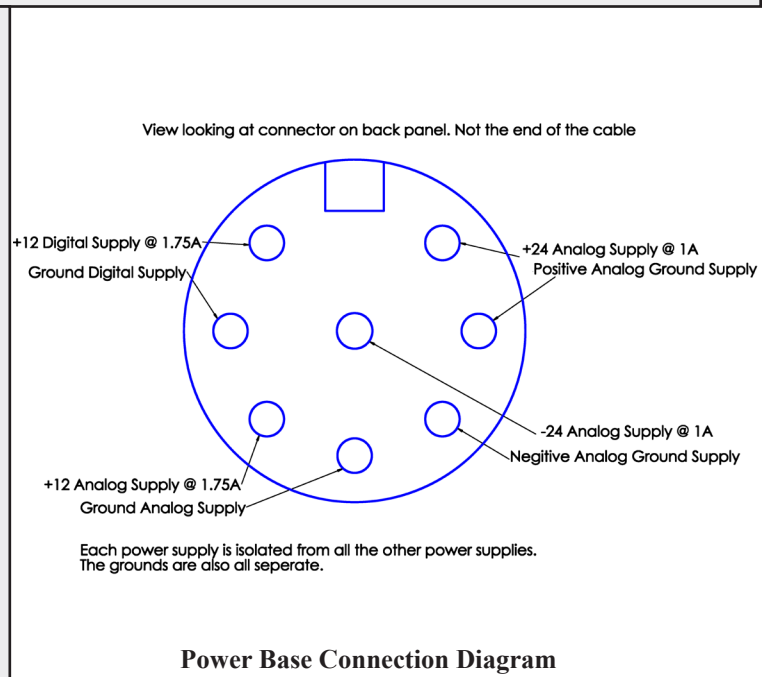 View looking at connector on back panel. Not the end of the cable
+12 Digital Supply @ 1.75A
Ground Digital Supply
+24 Analog Supply @ 1A
Positive Analog Ground Supply
-24 Analog Supply @ 1A
Negitive Analog Ground Supply
+12 Analog Supply @ 1.75A
Ground Analog Supply
Each power supply is isolated from all the other power supplies.
The grounds are also all seperate.
Power Base Connection Diagram